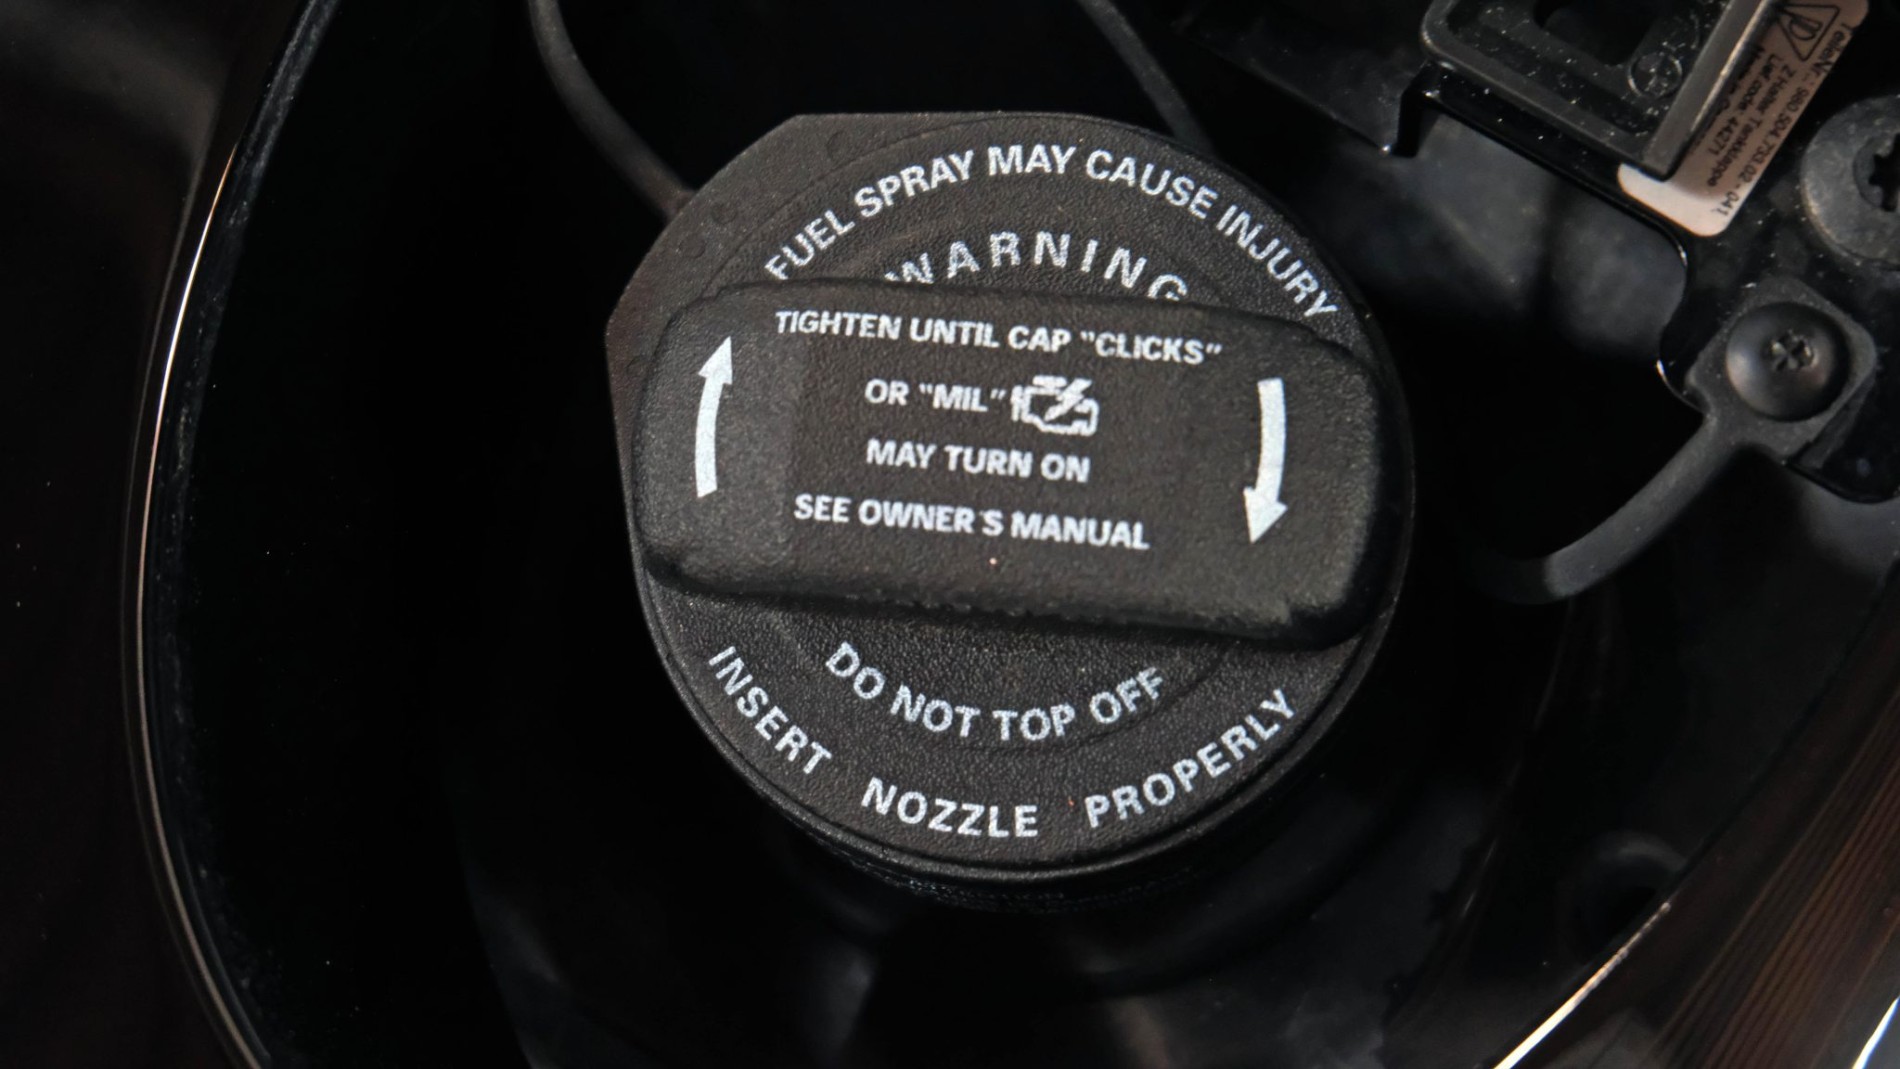 FUEL SPRAY MAY CAUSE INJURY
WARNING
TIGHTEN UNTIL CAP "CLICKS"
OR "MIL"
MAY TURN ON
SEE OWNER'S MANUAL
DO NOT TOP OFF
INSERT NOZZLE PROPERLY